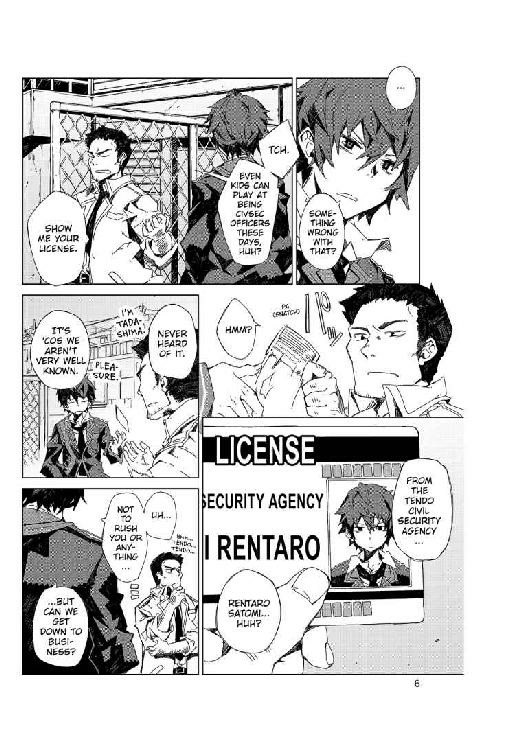 ...
SOME-
THING
WRONG
WITH
THAT?
TCH.
EVEN
KIDS CAN
PLAY AT
BEING
CIVSEC
OFFICERS
THESE
DAYS,
HUH?
SHOW
ME YOUR
LICENSE.
HMM?
LICENSE
SECURITY AGENCY
I RENTARO
FROM
THE
TENDO
CIVIL
SECURITY
AGENCY
...
RENTARO
SATOMI...
HUH?
NEVER
HEARD
OF IT.
I'M
TADA-
SHIMA.
PLEA-
SURE.
IT'S
'COS WE
AREN'T
VERY WELL
KNOWN.
UH...
TENDO...
TENDO...
NOT
TO RUSH
YOU OR
ANY-
THING
...
...BUT
CAN WE
GET
DOWN TO
BUSI-
NESS?
6